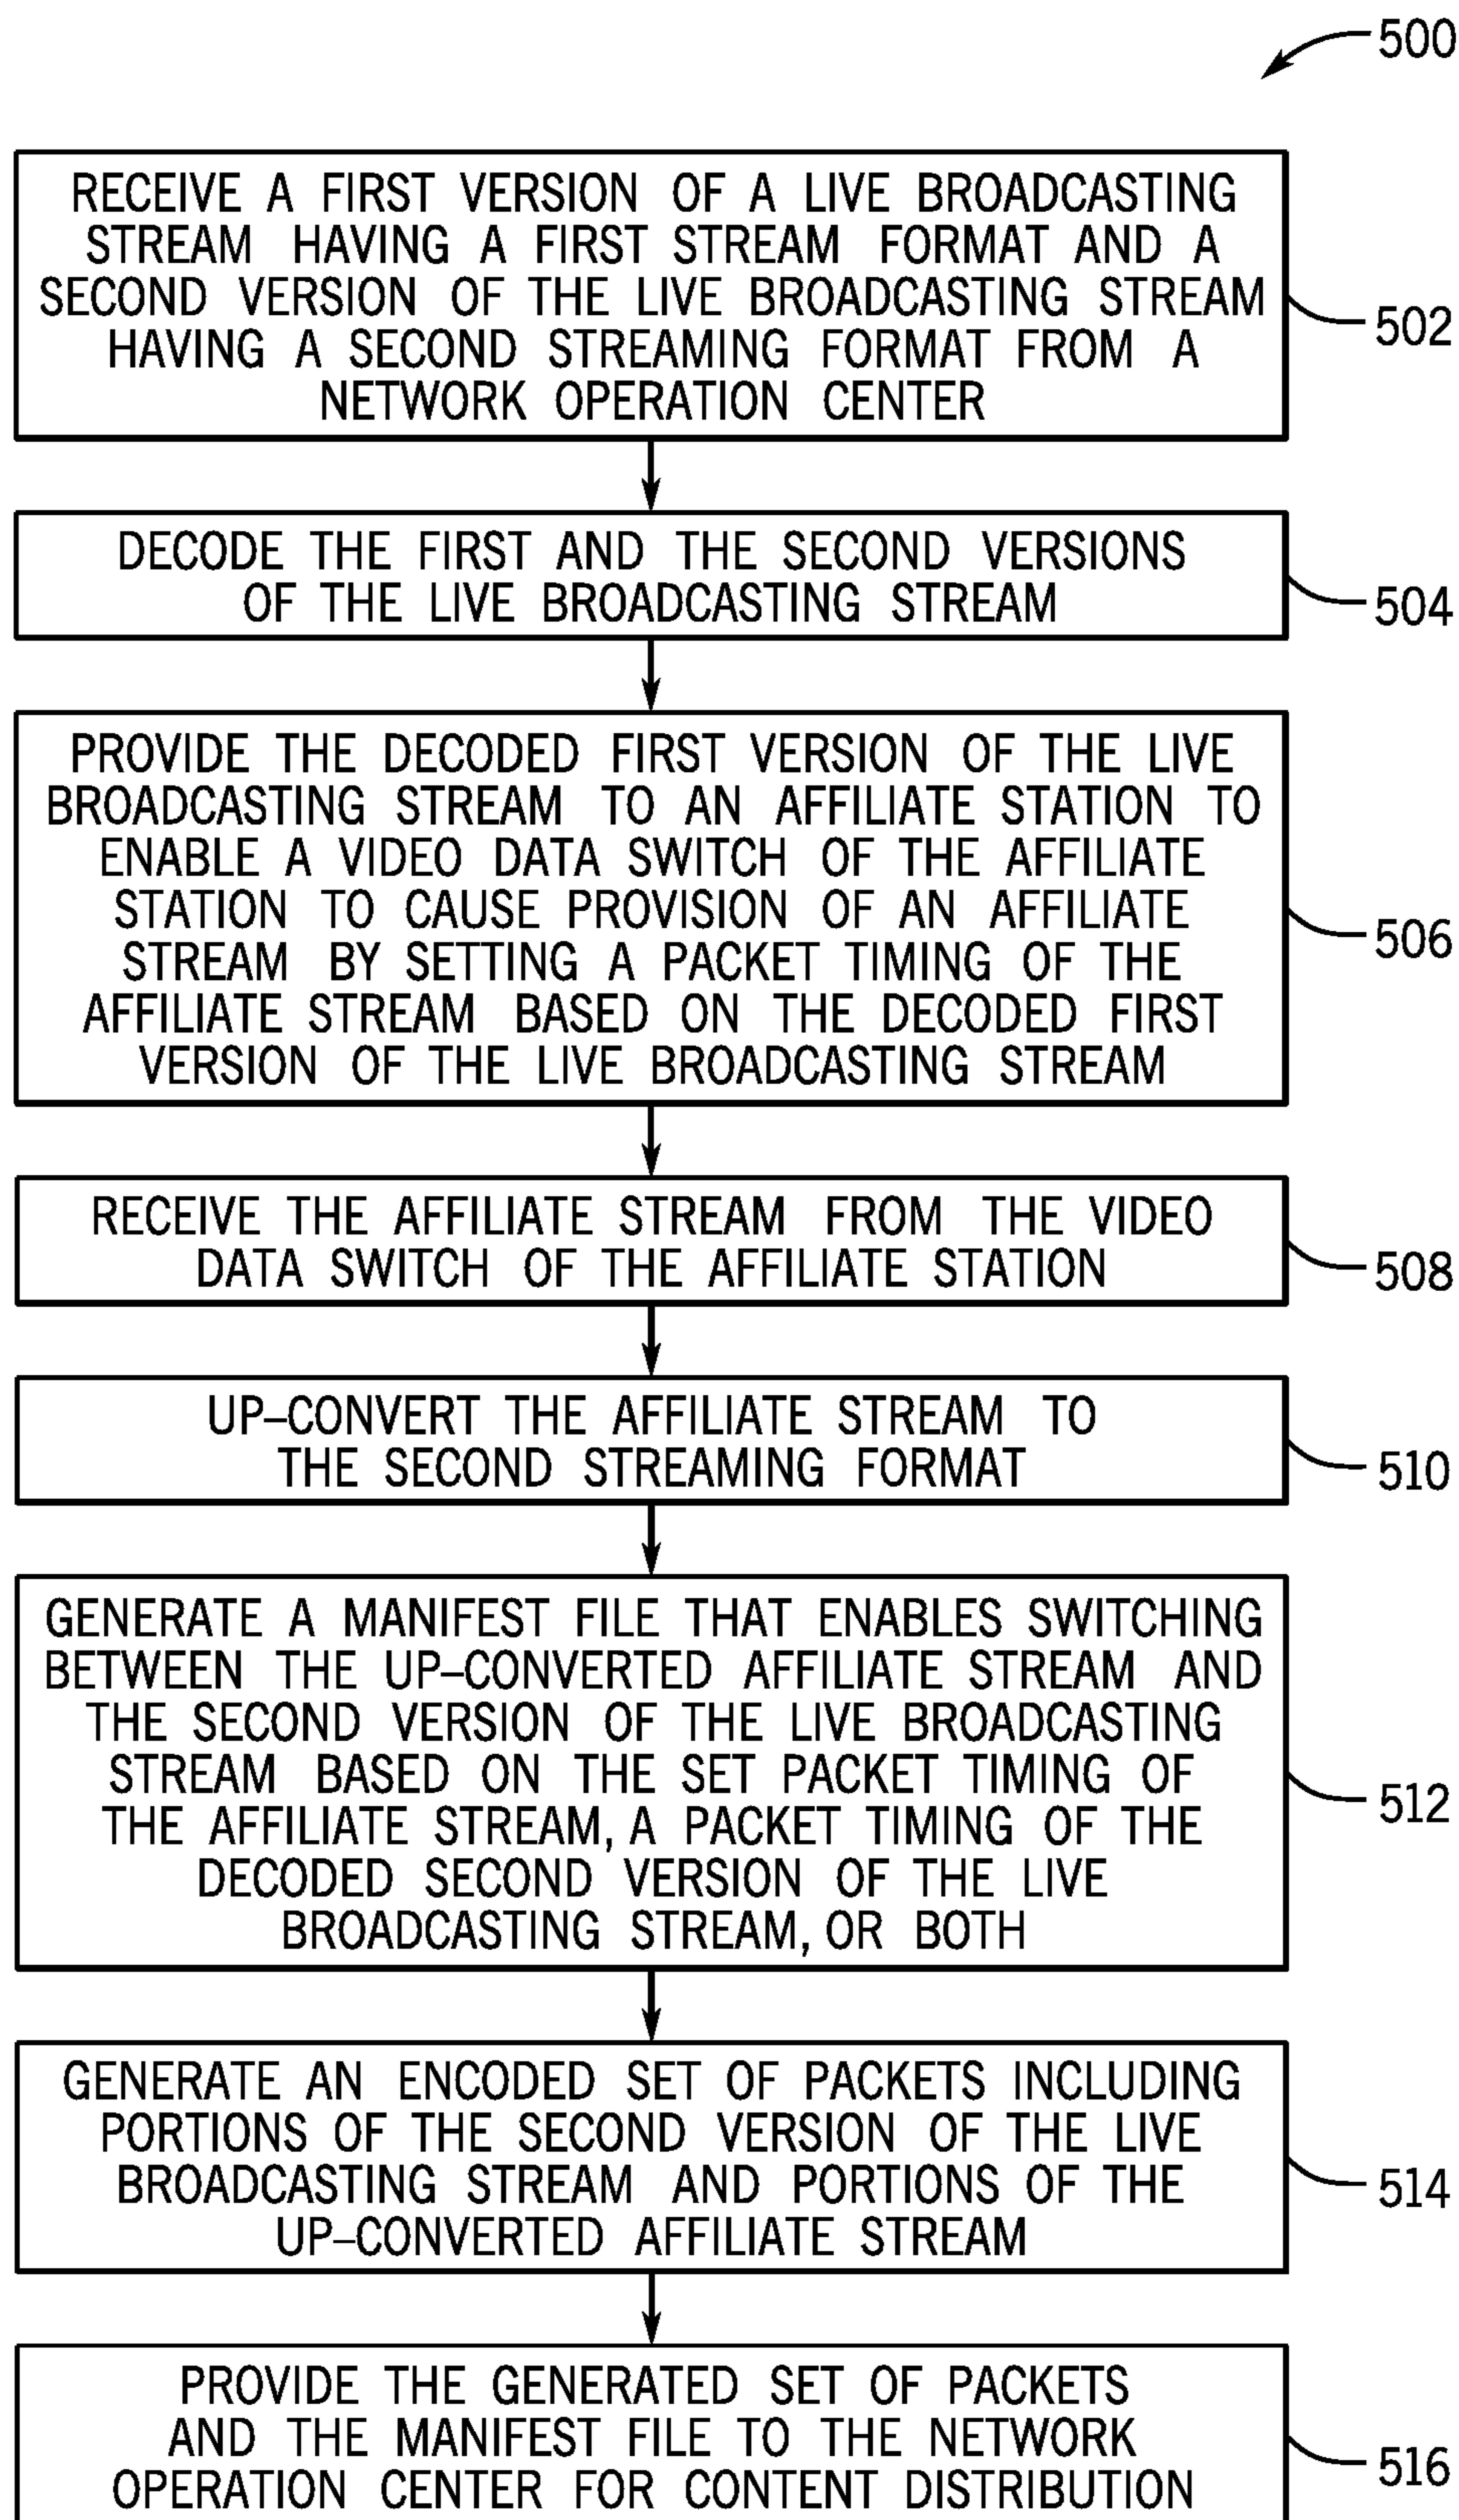 500
RECEIVE A FIRST VERSION OF A LIVE BROADCASTING
STREAM HAVING A FIRST STREAM FORMAT AND A
SECOND VERSION OF THE LIVE BROADCASTING STREAM
HAVING A SECOND STREAMING FORMAT FROM A
NETWORK OPERATION CENTER
502
DECODE THE FIRST AND THE SECOND VERSIONS
OF THE LIVE BROADCASTING STREAM
504
PROVIDE THE DECODED FIRST VERSION OF THE LIVE
BROADCASTING STREAM TO AN AFFILIATE STATION TO
ENABLE A VIDEO DATA SWITCH OF THE AFFILIATE
STATION TO CAUSE PROVISION OF AN AFFILIATE
STREAM BY SETTING A PACKET TIMING OF THE
AFFILIATE STREAM BASED ON THE DECODED FIRST
VERSION OF THE LIVE BROADCASTING STREAM
506
RECEIVE THE AFFILIATE STREAM FROM THE VIDEO
DATA SWITCH OF THE AFFILIATE STATION
508
UP–CONVERT THE AFFILIATE STREAM TO
THE SECOND STREAMING FORMAT
510
GENERATE A MANIFEST FILE THAT ENABLES SWITCHING
BETWEEN THE UP–CONVERTED AFFILIATE STREAM AND
THE SECOND VERSION OF THE LIVE BROADCASTING
STREAM BASED ON THE SET PACKET TIMING OF
THE AFFILIATE STREAM, A PACKET TIMING OF THE
DECODED SECOND VERSION OF THE LIVE
BROADCASTING STREAM, OR BOTH
512
GENERATE AN ENCODED SET OF PACKETS INCLUDING
PORTIONS OF THE SECOND VERSION OF THE LIVE
BROADCASTING STREAM AND PORTIONS OF THE
UP–CONVERTED AFFILIATE STREAM
514
PROVIDE THE GENERATED SET OF PACKETS
AND THE MANIFEST FILE TO THE NETWORK
OPERATION CENTER FOR CONTENT DISTRIBUTION
516